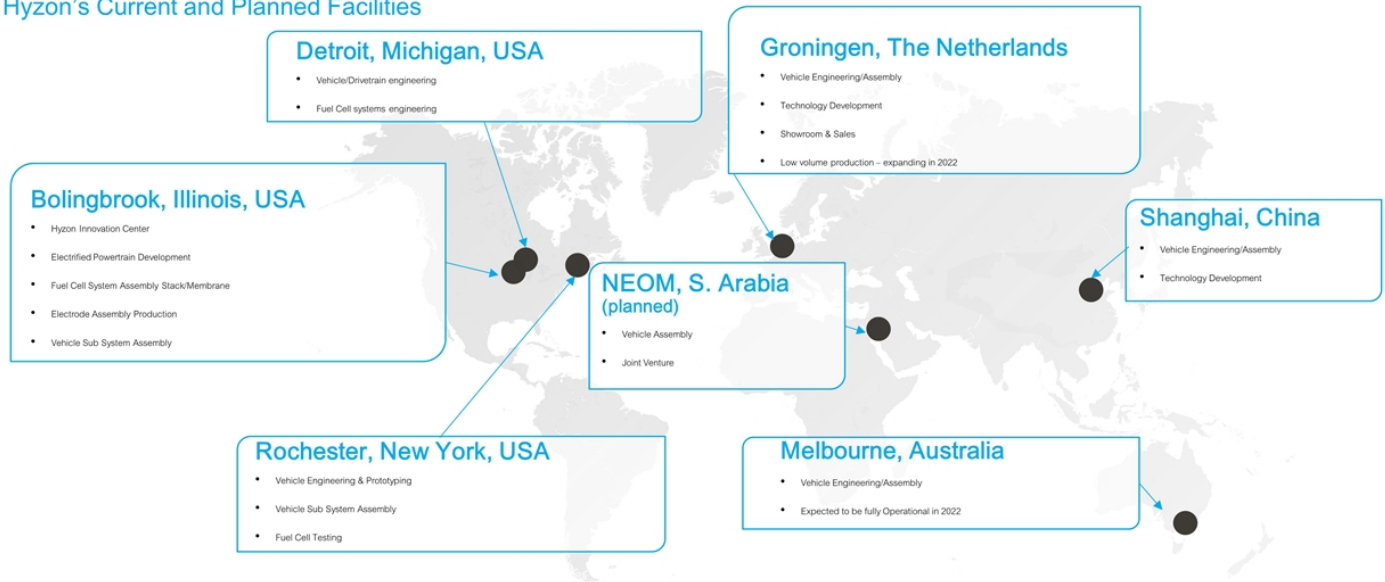 Hyzon's Current and Planned Facilities
Detroit, Michigan, USA
• Vehicle/Drivetrain engineering
• Fuel Cell systems engineering
Groningen, The Netherlands
• Vehicle Engineering/Assembly
• Technology Development
• Showroom & Sales
• Low volume production – expanding in 2022
Bolingbrook, Illinois, USA
• Hyzon Innovation Center
• Electrified Powertrain Development
• Fuel Cell System Assembly Stack/Membrane
• Electrode Assembly Production
• Vehicle Sub System Assembly
Shanghai, China
• Vehicle Engineering/Assembly
• Technology Development
NEOM, S. Arabia
(planned)
• Vehicle Assembly
• Joint Venture
Rochester, New York, USA
• Vehicle Engineering & Prototyping
• Vehicle Sub System Assembly
• Fuel Cell Testing
Melbourne, Australia
• Vehicle Engineering/Assembly
• Expected to be fully Operational in 2022